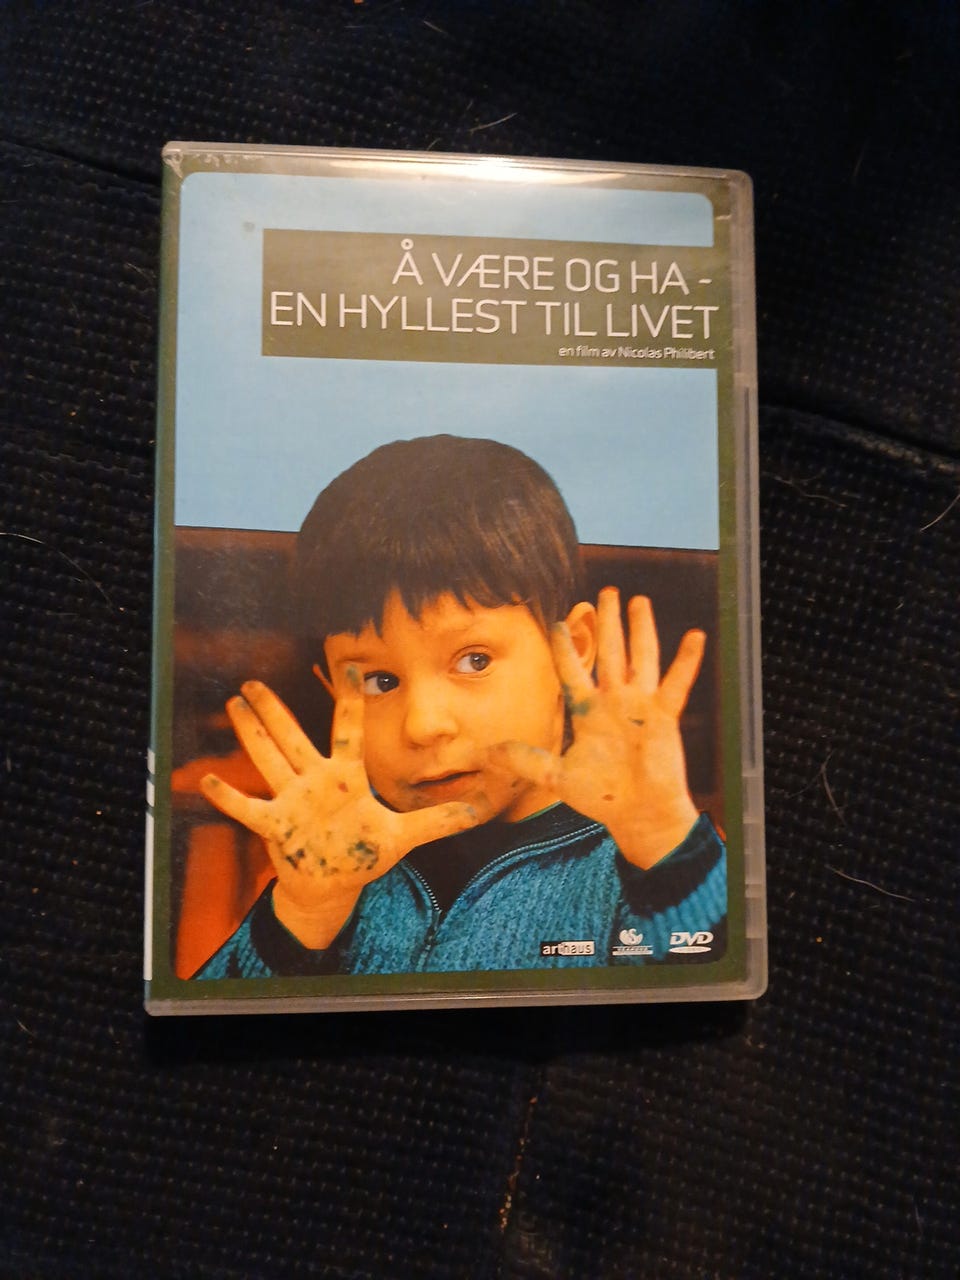 Å VÆRE OG HA -
EN HYLLEST TIL LIVET
en film av Nicolas Philibert
arthaus
DVD